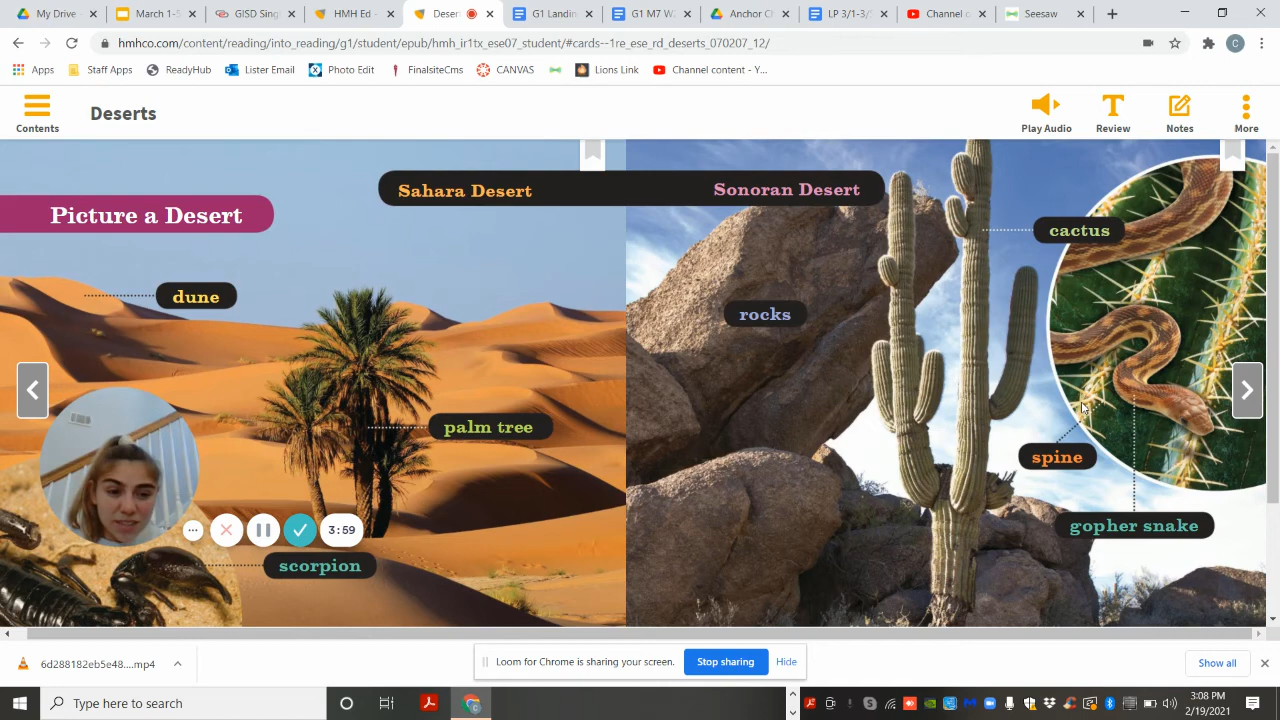 My Drive -
March 1-5
GISD Sing
HMH Ed -
Desert
G1 Landin
G1 M7 W2
Anchor Ch
LP 3/1-3/5
Channel c
Seesaw
hmhco.com/content/reading/into_reading/g1/student/epub/hmh_ir1tx_ese07_student/#cards--1re_ese_rd_deserts_070207_12/
C
Apps
Staff Apps
ReadyHub
Lister Email
Photo Edit
FinalsiteCms
CANVAS
Lions Link
Channel content - Y...
Contents
Deserts
Play Audio
Review
Notes
More
Picture a Desert
Sahara Desert
Sonoran Desert
dune
cactus
rocks
palm tree
spine
gopher snake
3:59
scorpion
6d288182eb5e48....mp4
Loom for Chrome is sharing your screen.
Stop sharing
Hide
Show all
Type here to search
3:08 PM
2/19/2021